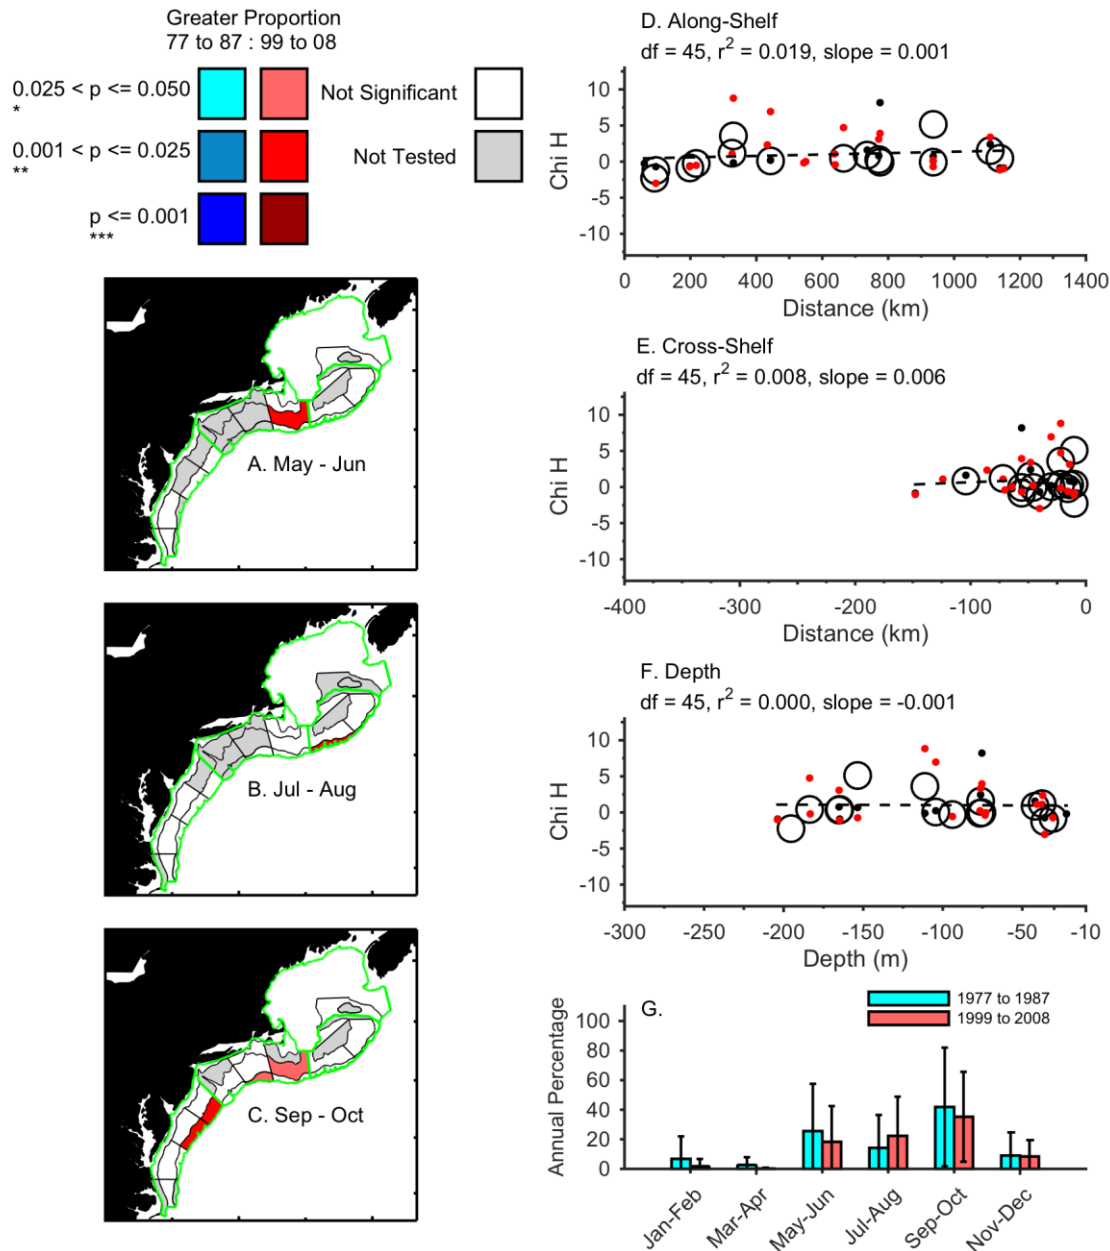 Greater Proportion
77 to 87 : 99 to 08
0.025 < p <= 0.050
*
0.001 < p <= 0.025
**
p <= 0.001
***
Not Significant
Not Tested
A. May - Jun
B. Jul - Aug
C. Sep - Oct
D. Along-Shelf
df = 45, r² = 0.019, slope = 0.001
Chi H
10
5
0
-5
-10
0 200 400 600 800 1000 1200 1400
Distance (km)
E. Cross-Shelf
df = 45, r² = 0.008, slope = 0.006
Chi H
10
5
0
-5
-10
-400 -300 -200 -100 0
Distance (km)
F. Depth
df = 45, r² = 0.000, slope = -0.001
Chi H
10
5
0
-5
-10
-300 -250 -200 -150 -100 -50 -10
Depth (m)
G.
1977 to 1987
1999 to 2008
Annual Percentage
100
80
60
40
20
0
Jan-Feb
Mar-Apr
May-Jun
Jul-Aug
Sep-Oct
Nov-Dec